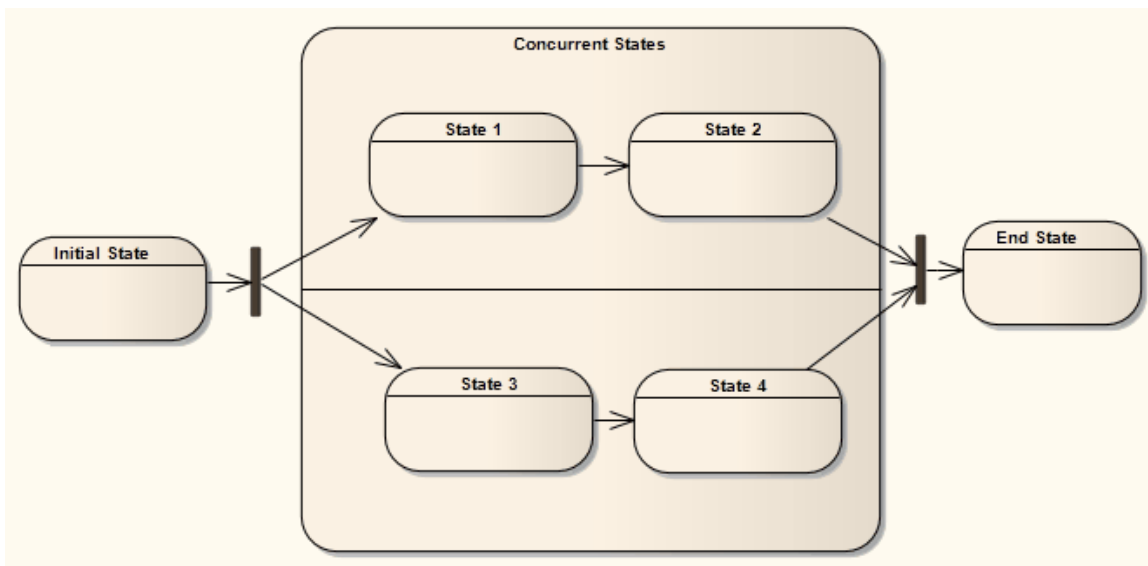 Concurrent States
State 1
State 2
Initial State
End State
State 3
State 4